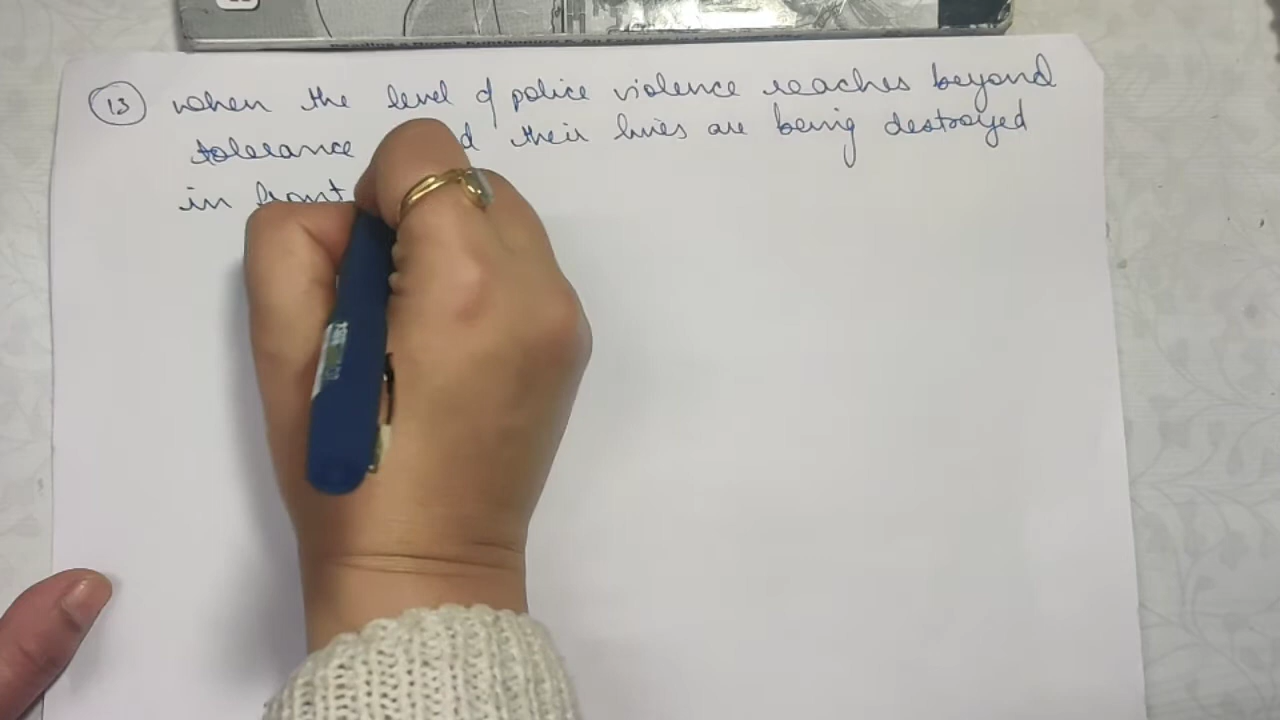 13 when the level of police violence reaches beyond
tolerance d their lives are being destroyed
in front